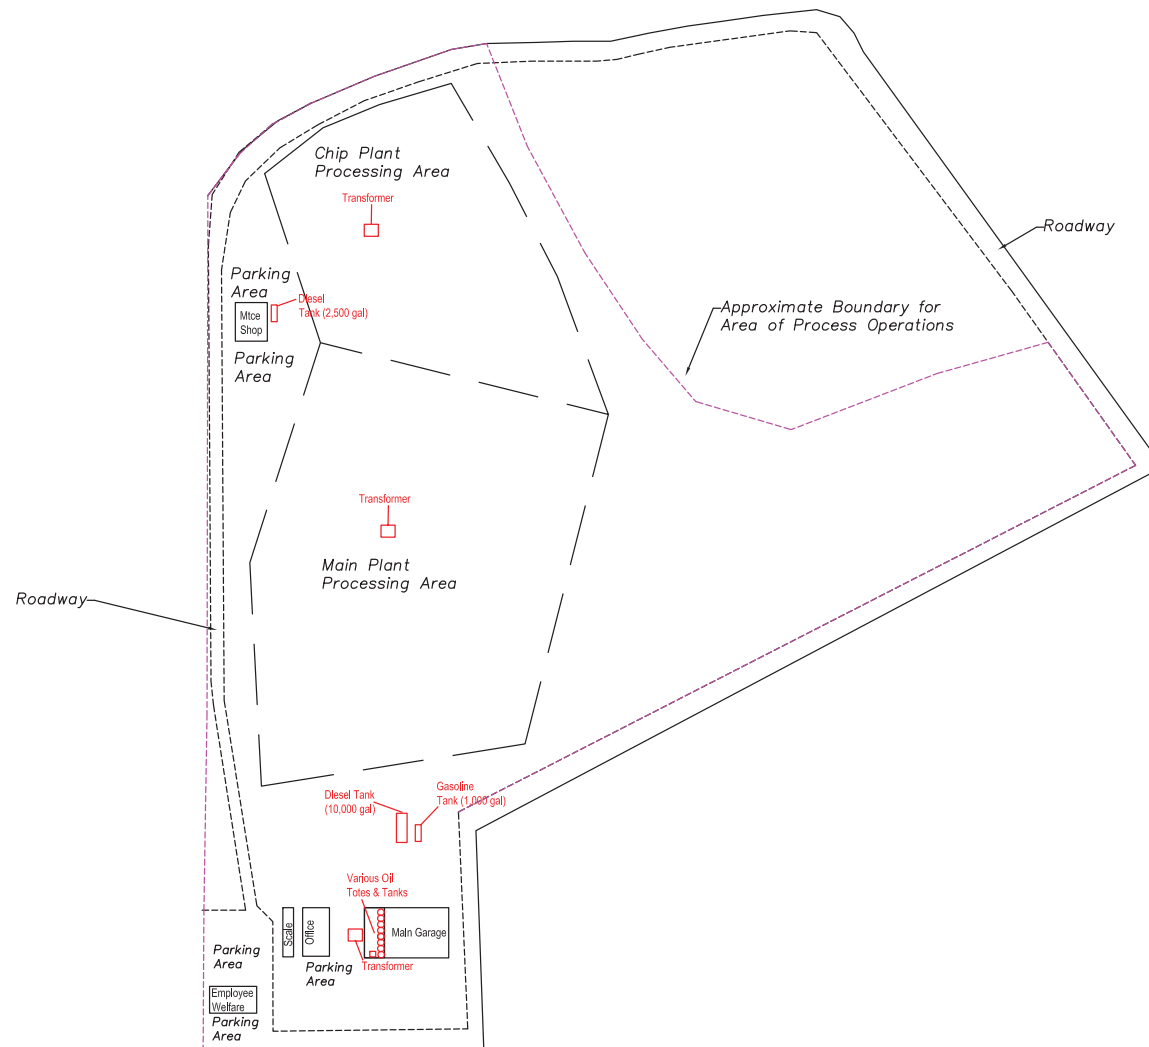 Chip Plant
Processing Area
Transformer
Roadway
Parking
Area
Diesel
Tank (2,500 gal)
Mtce
Shop
Approximate Boundary for
Area of Process Operations
Parking
Area
Transformer
Main Plant
Processing Area
Roadway
Diesel Tank
(10,000 gal)
Gasoline
Tank (1,000 gal)
Various Oil
Totes & Tanks
Scale
Office
Main Garage
Parking
Area
Transformer
Parking
Area
Employee
Welfare
Parking
Area